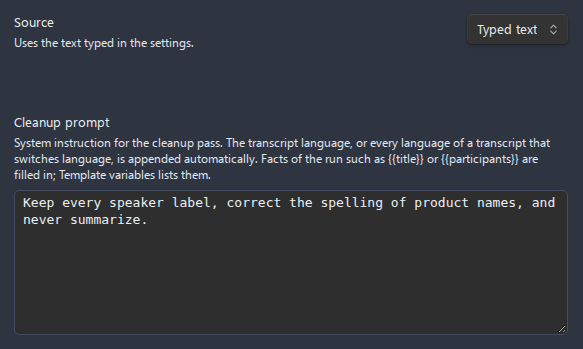 Source
Typed text
Uses the text typed in the settings.
Cleanup prompt
System instruction for the cleanup pass. The transcript language, or every language of a transcript that
switches language, is appended automatically. Facts of the run such as {{title}} or {{participants}} are
filled in; Template variables lists them.
Keep every speaker label, correct the spelling of product names, and
never summarize.